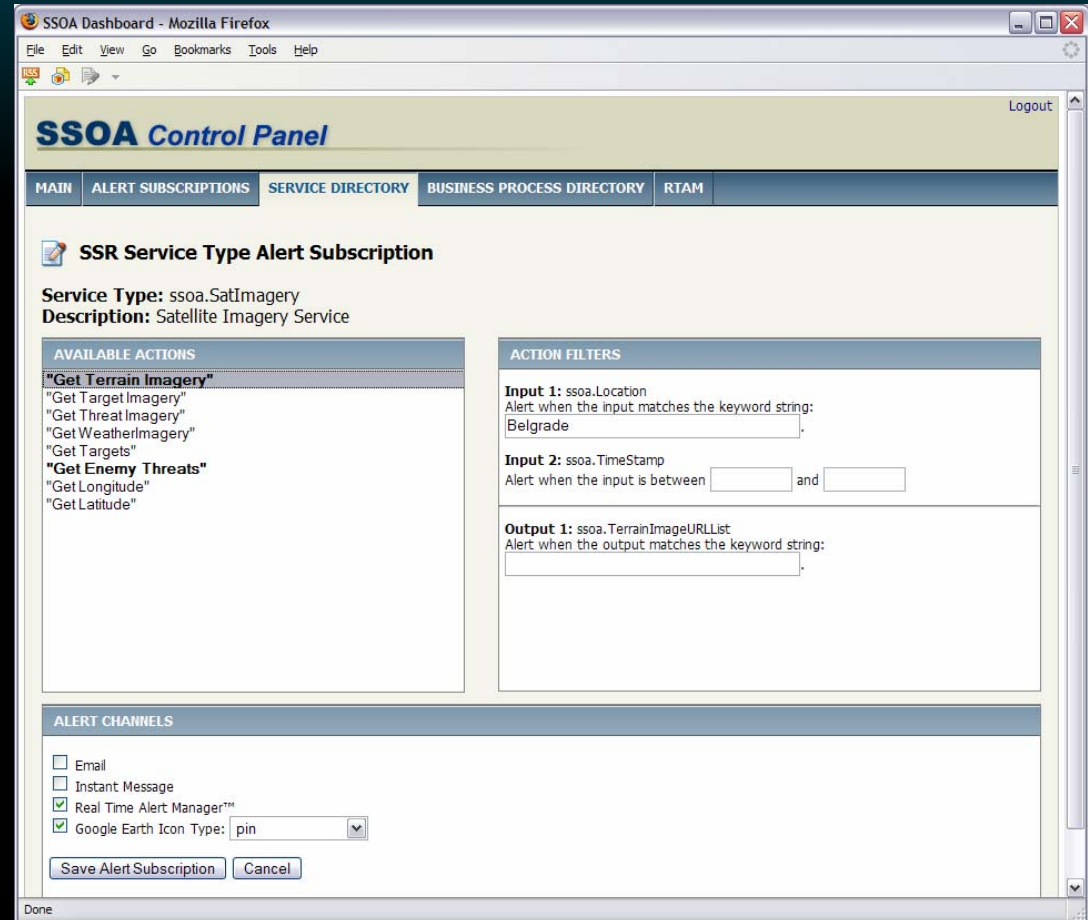 SSOA Dashboard - Mozilla Firefox
File Edit View Go Bookmarks Tools Help
RSS
Logout
SSOA Control Panel
MAIN ALERT SUBSCRIPTIONS SERVICE DIRECTORY BUSINESS PROCESS DIRECTORY RTAM
SSR Service Type Alert Subscription
Service Type: ssoa.SatImagery
Description: Satellite Imagery Service
AVAILABLE ACTIONS
"Get Terrain Imagery"
"Get Target Imagery"
"Get Threat Imagery"
"Get WeatherImagery"
"Get Targets"
"Get Enemy Threats"
"Get Longitude"
"Get Latitude"
ACTION FILTERS
Input 1: ssoa.Location
Alert when the input matches the keyword string:
Belgrade.
Input 2: ssoa.TimeStamp
Alert when the input is between and
Output 1: ssoa.TerrainImageURLList
Alert when the output matches the keyword string:
.
ALERT CHANNELS
Email
Instant Message
Real Time Alert Manager™
Google Earth Icon Type: pin
Save Alert Subscription Cancel
Done